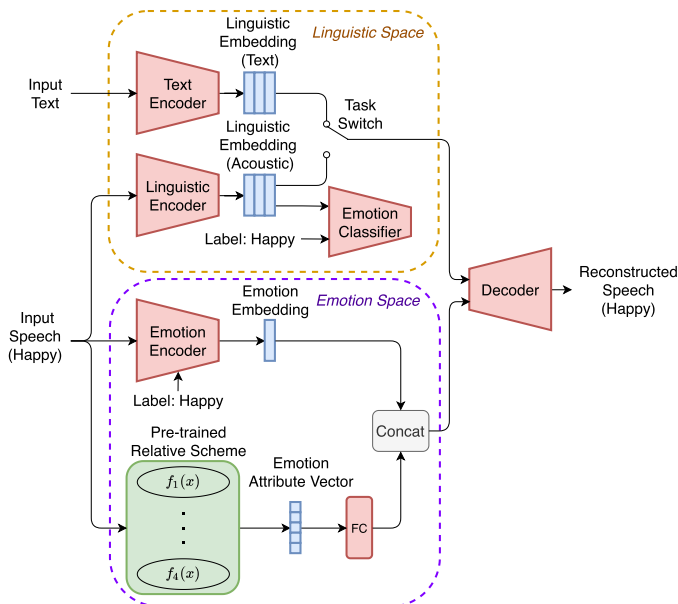 Linguistic Space
Linguistic
Embedding
(Text)
Input
Text
Text
Encoder
Task
Switch
Linguistic
Embedding
(Acoustic)
Linguistic
Encoder
Emotion
Classifier
Label: Happy
Decoder
Reconstructed
Speech
(Happy)
Emotion Space
Emotion
Embedding
Input
Speech
(Happy)
Emotion
Encoder
Label: Happy
Concat
Pre-trained
Relative Scheme
f₁(x)
Emotion
Attribute Vector
FC
f₄(x)